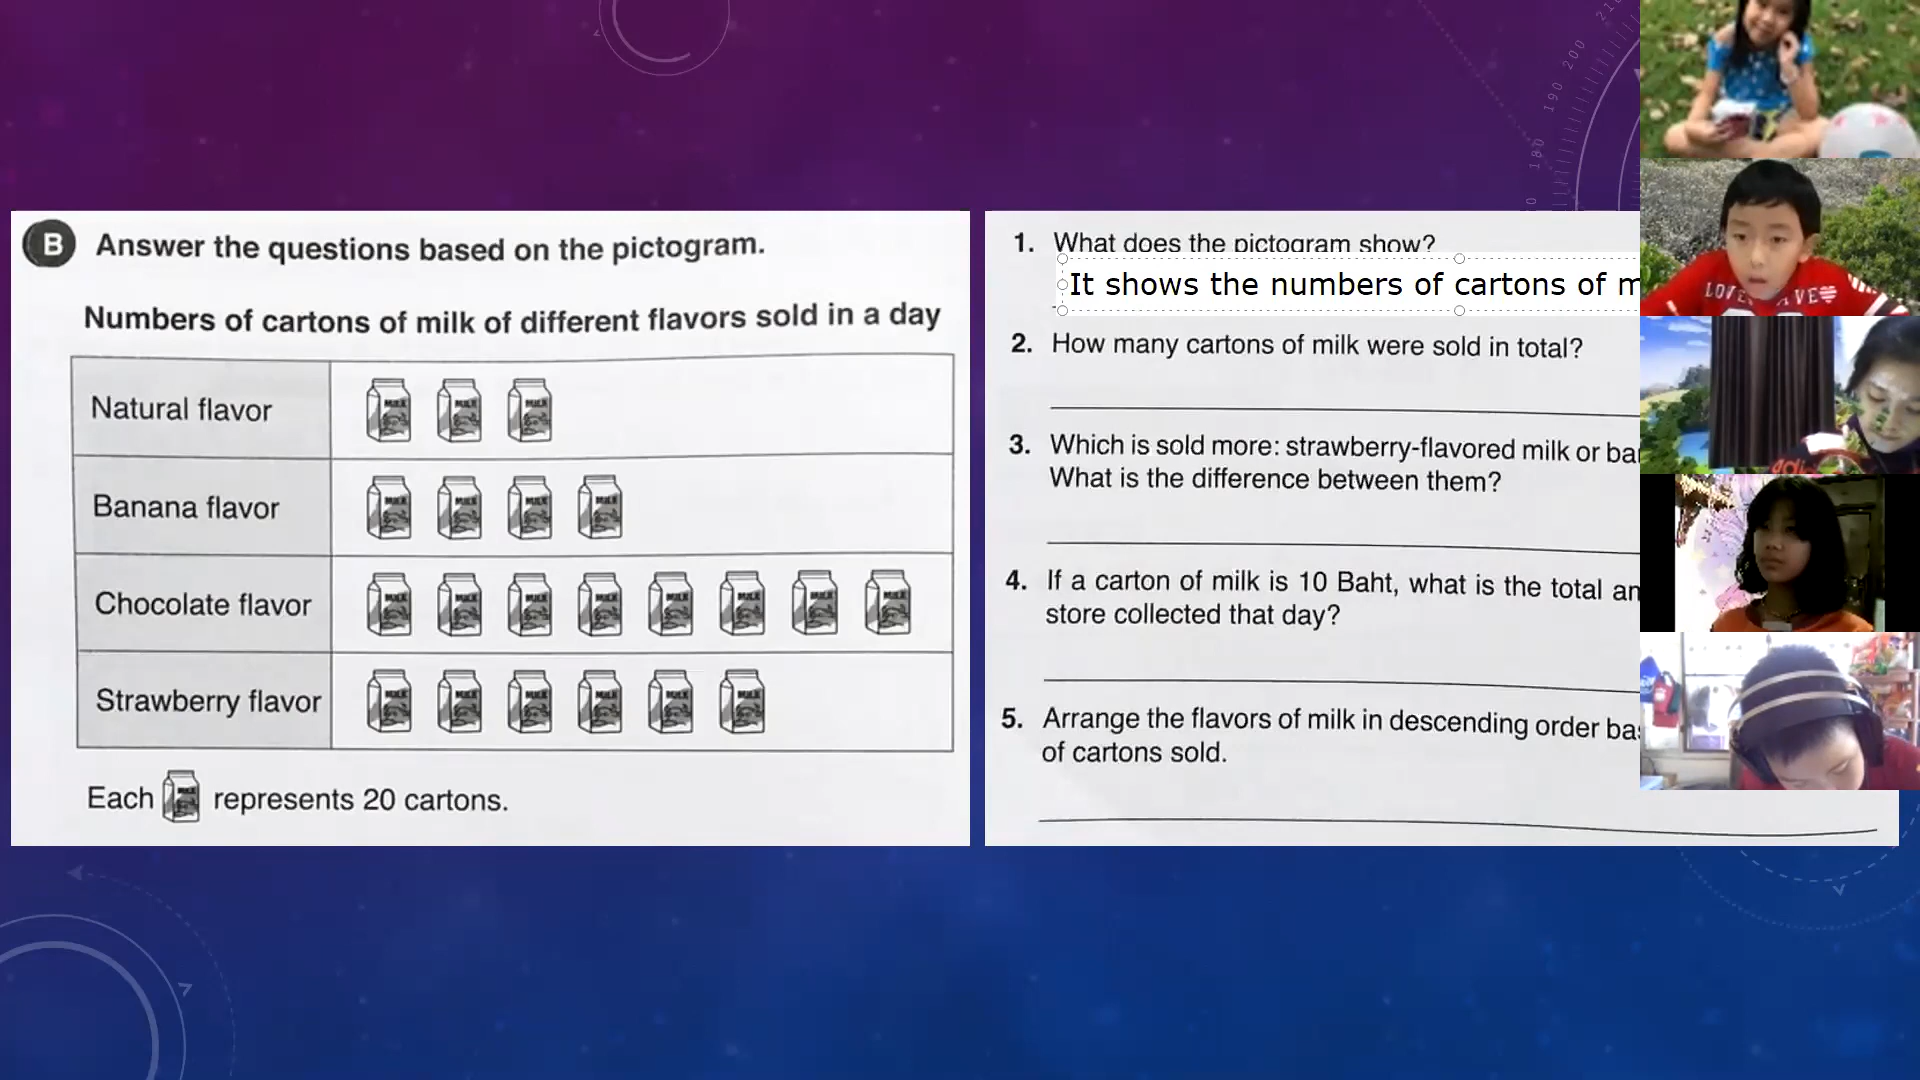 B Answer the questions based on the pictogram.
Numbers of cartons of milk of different flavors sold in a day
Natural flavor
Banana flavor
Chocolate flavor
Strawberry flavor
Each represents 20 cartons.
1. What does the pictogram show?
It shows the numbers of cartons of m
2. How many cartons of milk were sold in total?
3. Which is sold more: strawberry-flavored milk or ba
What is the difference between them?
4. If a carton of milk is 10 Baht, what is the total an
store collected that day?
5. Arrange the flavors of milk in descending order ba
of cartons sold.
180
190
200